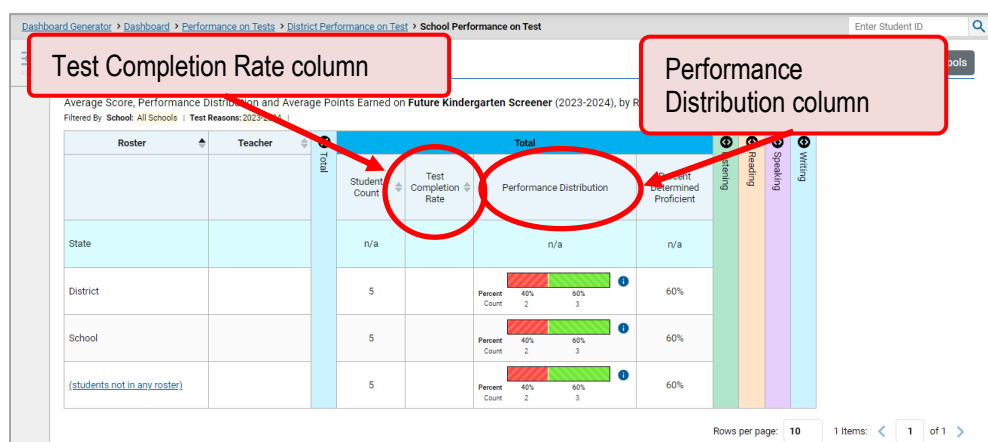 Dashboard Generator > Dashboard > Performance on Tests > District Performance on Test > School Performance on Test
Enter Student ID
Test Completion Rate column
Performance
Distribution column
ools
Average Score, Performance Distribution and Average Points Earned on Future Kindergarten Screener (2023-2024), by R
Filtered By School: All Schools | Test Reasons: 2023-2024 |
Roster Teacher Total Total Listening Reading Speaking Writing
Student Count Test Completion Rate Performance Distribution Percent Determined Proficient
State n/a n/a n/a
District 5 60%
Percent 40% 60%
Count 2 3
School 5 60%
Percent 40% 60%
Count 2 3
(students not in any roster) 5 60%
Percent 40% 60%
Count 2 3
Rows per page: 10 1 Items: < 1 of 1 >